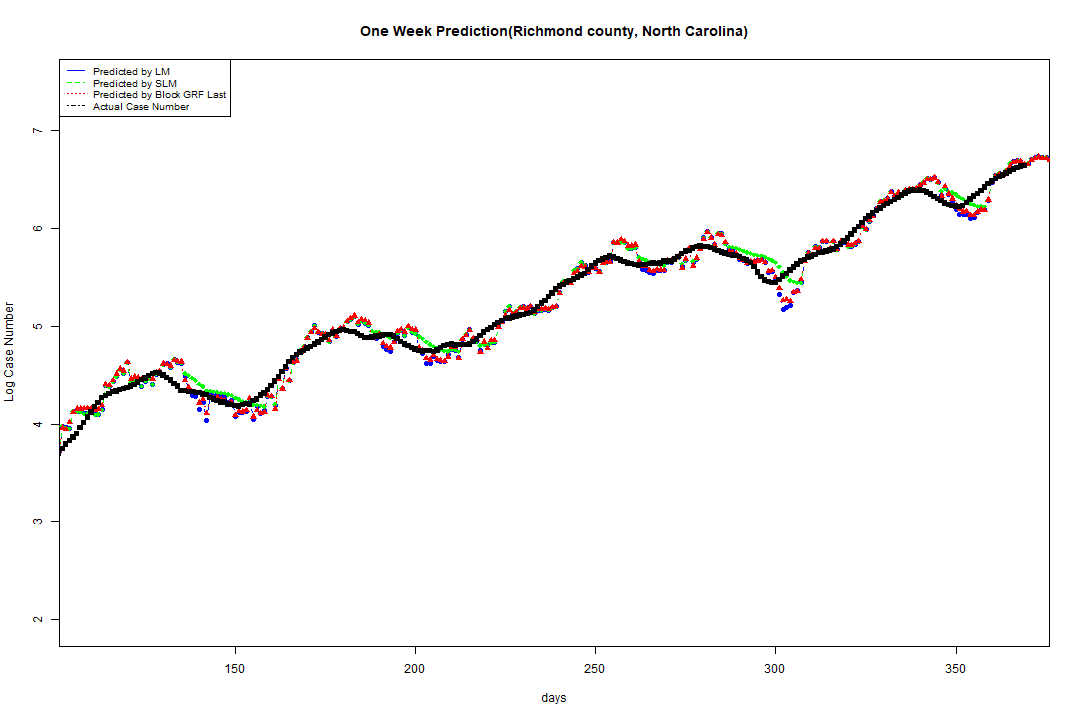 One Week Prediction(Richmond county, North Carolina)
Predicted by LM
Predicted by SLM
Predicted by Block GRF Last
Actual Case Number
7
6
5
4
3
2
Log Case Number
150 200 250 300 350
days